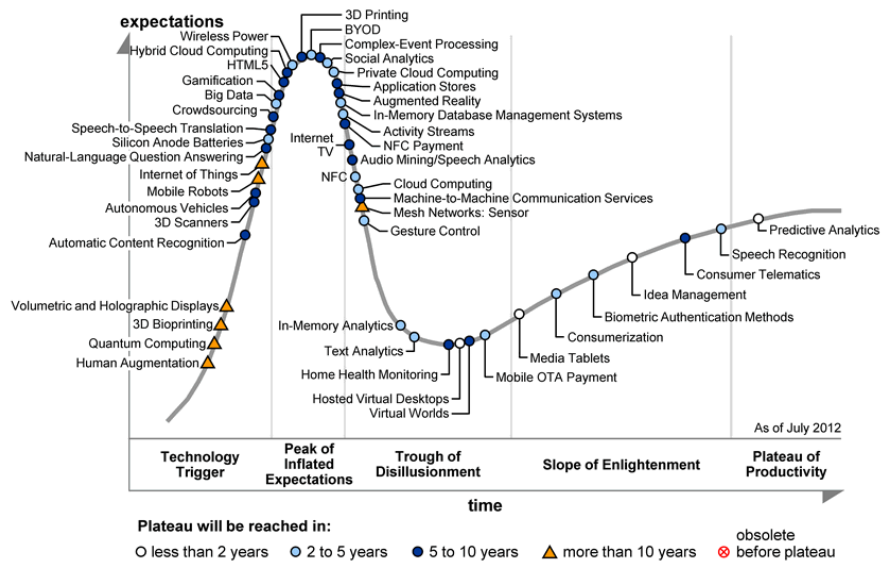 expectations
3D Printing
BYOD
Wireless Power
Complex-Event Processing
Hybrid Cloud Computing
Social Analytics
HTML5
Private Cloud Computing
Gamification
Application Stores
Big Data
Augmented Reality
Crowdsourcing
In-Memory Database Management Systems
Speech-to-Speech Translation
Activity Streams
Silicon Anode Batteries
Internet
TV
NFC Payment
Natural-Language Question Answering
Audio Mining/Speech Analytics
Internet of Things
NFC
Cloud Computing
Mobile Robots
Machine-to-Machine Communication Services
Autonomous Vehicles
Mesh Networks: Sensor
3D Scanners
Gesture Control
Automatic Content Recognition
Predictive Analytics
Speech Recognition
Consumer Telematics
Idea Management
Volumetric and Holographic Displays
Biometric Authentication Methods
3D Bioprinting
In-Memory Analytics
Consumerization
Quantum Computing
Text Analytics
Media Tablets
Human Augmentation
Home Health Monitoring
Mobile OTA Payment
Hosted Virtual Desktops
Virtual Worlds
As of July 2012
Technology
Trigger
Peak of
Inflated
Expectations
Trough of
Disillusionment
Slope of Enlightenment
Plateau of
Productivity
time
Plateau will be reached in:
less than 2 years
2 to 5 years
5 to 10 years
more than 10 years
obsolete
before plateau